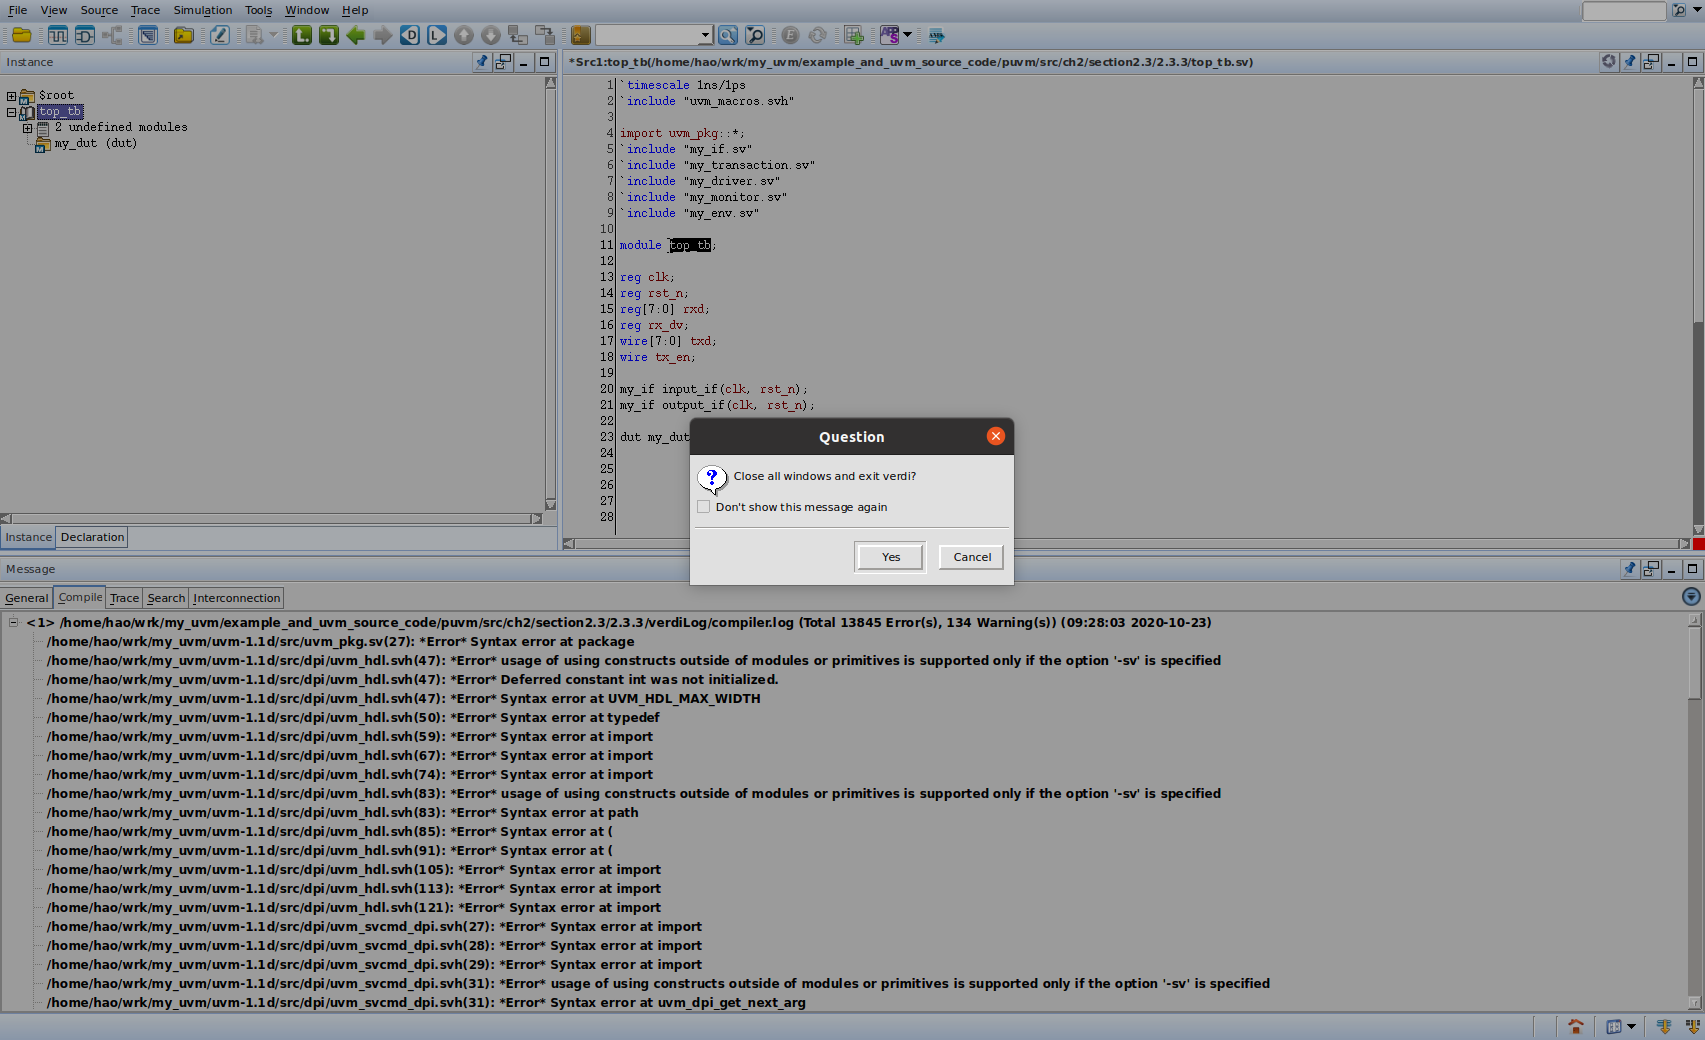 File View Source Trace Simulation Tools Window Help
Instance
$root
top_tb
2 undefined modules
my_dut (dut)
Instance Declaration
*Src1:top_tb(/home/hao/wrk/my_uvm/example_and_uvm_source_code/puvm/src/ch2/section2.3/2.3.3/top_tb.sv)
1 `timescale 1ns/1ps
2 `include "uvm_macros.svh"
3
4 import uvm_pkg::*;
5 `include "my_if.sv"
6 `include "my_transaction.sv"
7 `include "my_driver.sv"
8 `include "my_monitor.sv"
9 `include "my_env.sv"
10
11 module top_tb;
12
13 reg clk;
14 reg rst_n;
15 reg[7:0] rxd;
16 reg rx_dv;
17 wire[7:0] txd;
18 wire tx_en;
19
20 my_if input_if(clk, rst_n);
21 my_if output_if(clk, rst_n);
22
23 dut my_dut
24
25
26
27
28
Question
Close all windows and exit verdi?
Don't show this message again
Yes Cancel
Message
General Compile Trace Search Interconnection
<1> /home/hao/wrk/my_uvm/example_and_uvm_source_code/puvm/src/ch2/section2.3/2.3.3/verdiLog/compiler.log (Total 13845 Error(s), 134 Warning(s)) (09:28:03 2020-10-23)
/home/hao/wrk/my_uvm/uvm-1.1d/src/uvm_pkg.sv(27): *Error* Syntax error at package
/home/hao/wrk/my_uvm/uvm-1.1d/src/dpi/uvm_hdl.svh(47): *Error* usage of using constructs outside of modules or primitives is supported only if the option '-sv' is specified
/home/hao/wrk/my_uvm/uvm-1.1d/src/dpi/uvm_hdl.svh(47): *Error* Deferred constant int was not initialized.
/home/hao/wrk/my_uvm/uvm-1.1d/src/dpi/uvm_hdl.svh(47): *Error* Syntax error at UVM_HDL_MAX_WIDTH
/home/hao/wrk/my_uvm/uvm-1.1d/src/dpi/uvm_hdl.svh(50): *Error* Syntax error at typedef
/home/hao/wrk/my_uvm/uvm-1.1d/src/dpi/uvm_hdl.svh(59): *Error* Syntax error at import
/home/hao/wrk/my_uvm/uvm-1.1d/src/dpi/uvm_hdl.svh(67): *Error* Syntax error at import
/home/hao/wrk/my_uvm/uvm-1.1d/src/dpi/uvm_hdl.svh(74): *Error* Syntax error at import
/home/hao/wrk/my_uvm/uvm-1.1d/src/dpi/uvm_hdl.svh(83): *Error* usage of using constructs outside of modules or primitives is supported only if the option '-sv' is specified
/home/hao/wrk/my_uvm/uvm-1.1d/src/dpi/uvm_hdl.svh(83): *Error* Syntax error at path
/home/hao/wrk/my_uvm/uvm-1.1d/src/dpi/uvm_hdl.svh(85): *Error* Syntax error at (
/home/hao/wrk/my_uvm/uvm-1.1d/src/dpi/uvm_hdl.svh(91): *Error* Syntax error at (
/home/hao/wrk/my_uvm/uvm-1.1d/src/dpi/uvm_hdl.svh(105): *Error* Syntax error at import
/home/hao/wrk/my_uvm/uvm-1.1d/src/dpi/uvm_hdl.svh(113): *Error* Syntax error at import
/home/hao/wrk/my_uvm/uvm-1.1d/src/dpi/uvm_hdl.svh(121): *Error* Syntax error at import
/home/hao/wrk/my_uvm/uvm-1.1d/src/dpi/uvm_svcmd_dpi.svh(27): *Error* Syntax error at import
/home/hao/wrk/my_uvm/uvm-1.1d/src/dpi/uvm_svcmd_dpi.svh(28): *Error* Syntax error at import
/home/hao/wrk/my_uvm/uvm-1.1d/src/dpi/uvm_svcmd_dpi.svh(29): *Error* Syntax error at import
/home/hao/wrk/my_uvm/uvm-1.1d/src/dpi/uvm_svcmd_dpi.svh(31): *Error* usage of using constructs outside of modules or primitives is supported only if the option '-sv' is specified
/home/hao/wrk/my_uvm/uvm-1.1d/src/dpi/uvm_svcmd_dpi.svh(31): *Error* Syntax error at uvm_dpi_get_next_arg